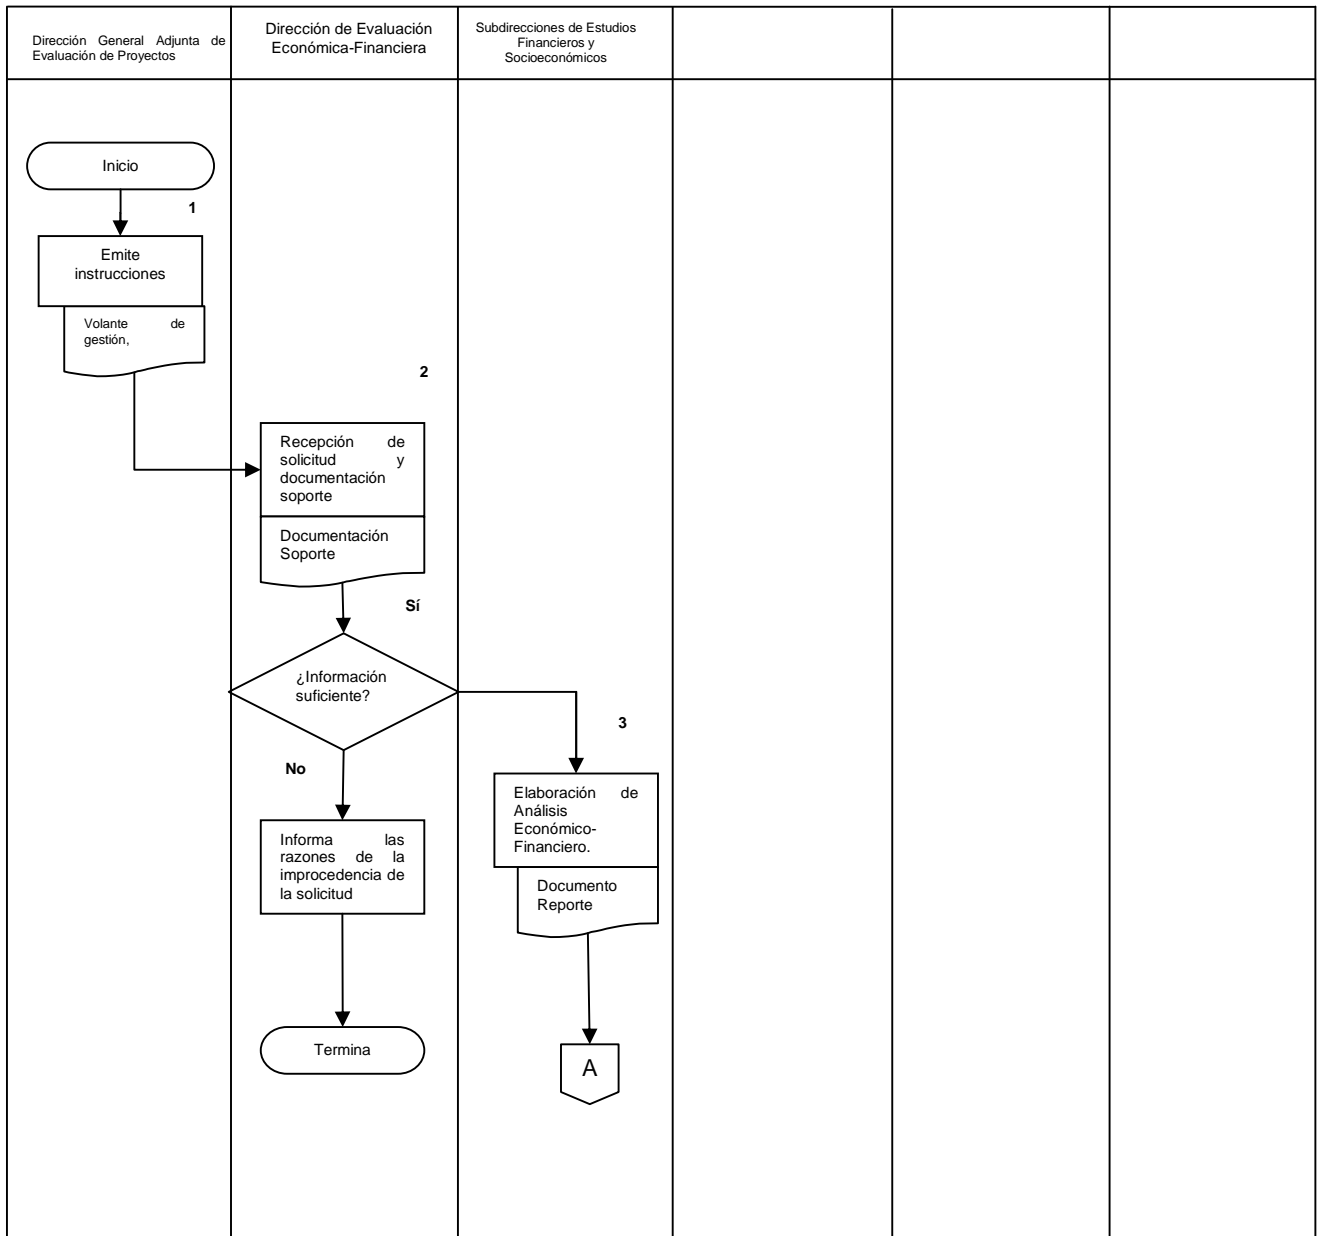 Dirección General Adjunta de
Evaluación de Proyectos
Dirección de Evaluación
Económica-Financiera
Subdirecciones de Estudios
Financieros y
Socioeconómicos
Inicio
1
Emite
instrucciones
Volante de
gestión,
2
Recepción de
solicitud y
documentación
soporte
Documentación
Soporte
Sí
¿Información
suficiente?
3
No
Elaboración de
Análisis
Económico-
Financiero.
Informa las
razones de la
improcedencia de
la solicitud
Documento
Reporte
Termina
A